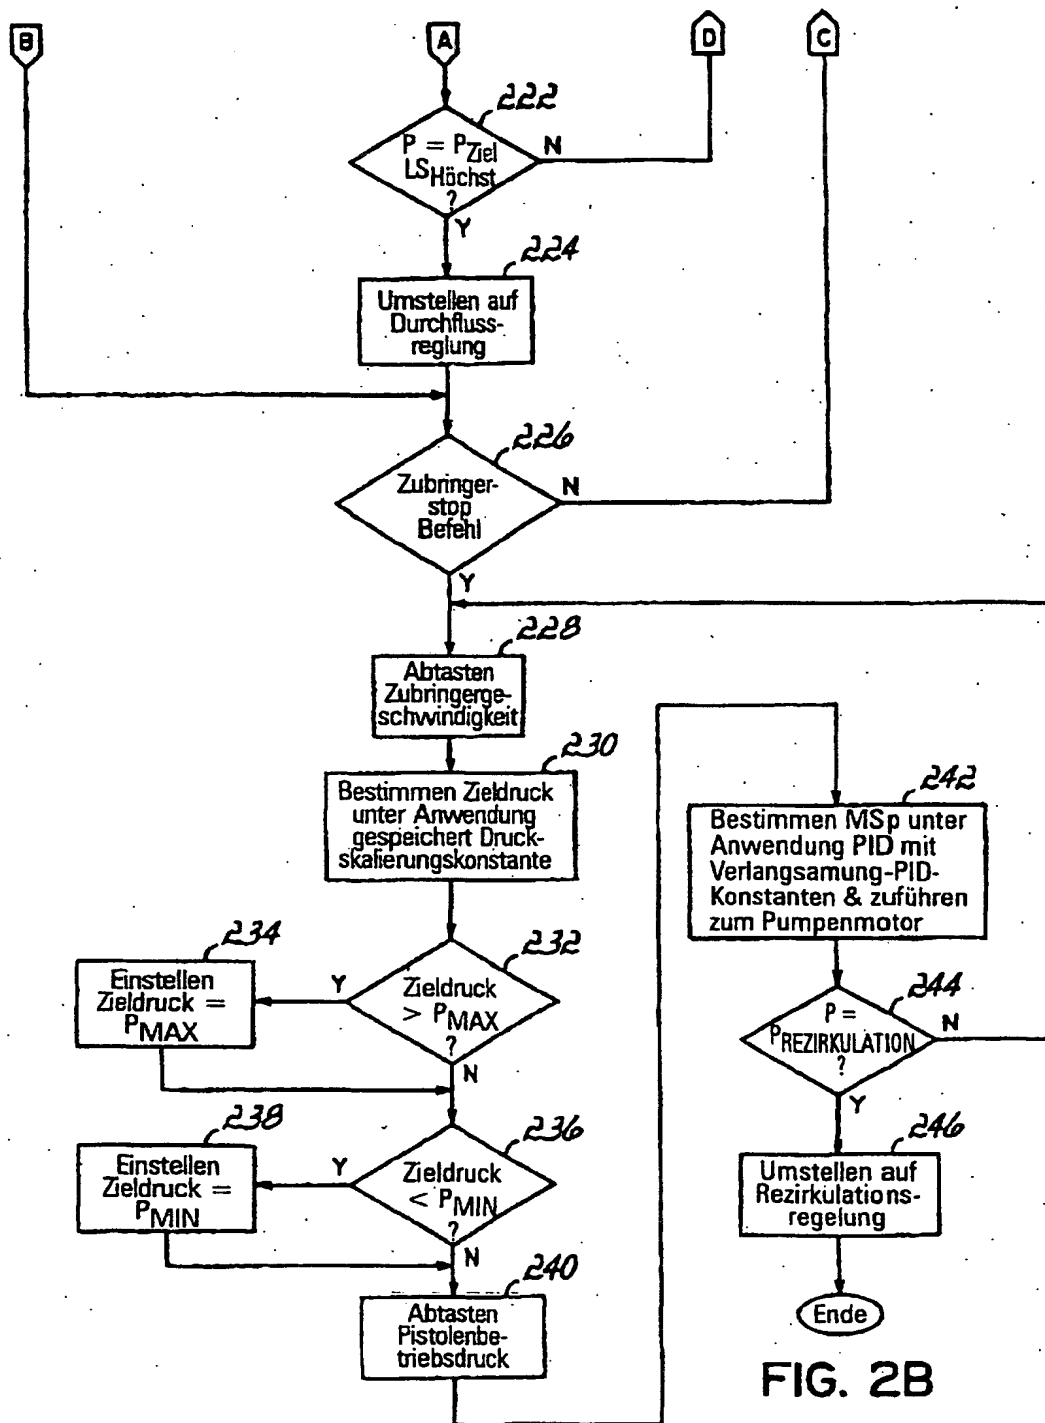 B
A
D
C
222
P = PZiel
LSHöchst
?
N
Y
224
Umstellen auf
Durchfluss-
reglung
226
Zubringer-
stop
Befehl
N
Y
228
Abtasten
Zubringerge-
schwindigkeit
230
Bestimmen Zieldruck
unter Anwendung
gespeichert Druck-
skalierungskonstante
232
Zieldruck
> PMAX
?
Y
N
234
Einstellen
Zieldruck =
PMAX
236
Zieldruck
< PMIN
?
Y
N
238
Einstellen
Zieldruck =
PMIN
240
Abtasten
Pistolenbe-
triebsdruck
242
Bestimmen MSp unter
Anwendung PID mit
Verlangsamung-PID-
Konstanten & zuführen
zum Pumpenmotor
244
P =
PREZIRKULATION
?
N
Y
246
Umstellen auf
Rezirkulations-
regelung
Ende
FIG. 2B